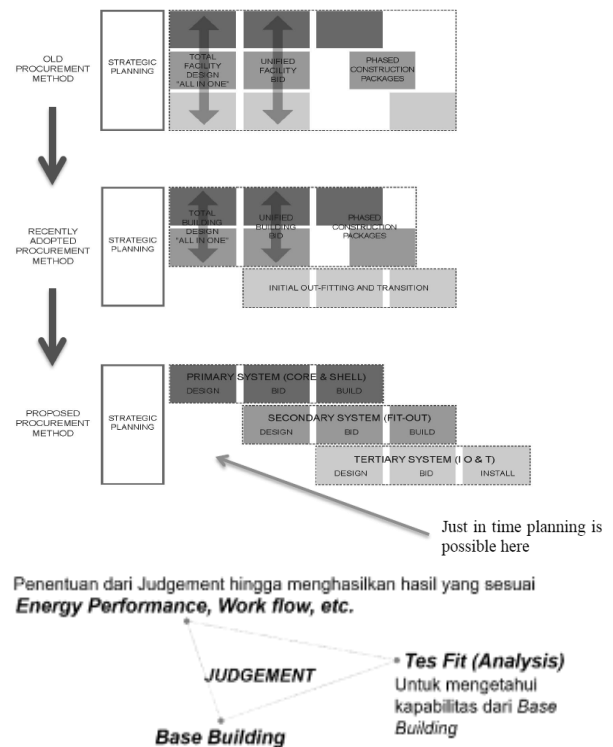 OLD
PROCUREMENT
METHOD
STRATEGIC
PLANNING
TOTAL
FACILITY
DESIGN
"ALL IN ONE"
UNIFIED
FACILITY
BID
PHASED
CONSTRUCTION
PACKAGES
RECENTLY
ADOPTED
PROCUREMENT
METHOD
STRATEGIC
PLANNING
TOTAL
BUILDING
DESIGN
"ALL IN ONE"
UNIFIED
BUILDING
BID
PHASED
CONSTRUCTION
PACKAGES
INITIAL OUT-FITTING AND TRANSITION
PROPOSED
PROCUREMENT
METHOD
STRATEGIC
PLANNING
PRIMARY SYSTEM (CORE & SHELL)
DESIGN BID BUILD
SECONDARY SYSTEM (FIT-OUT)
DESIGN BID BUILD
TERTIARY SYSTEM (I O & T)
DESIGN BID INSTALL
Just in time planning is
possible here
Penentuan dari Judgement hingga menghasilkan hasil yang sesuai
Energy Performance, Work flow, etc.
JUDGEMENT
Tes Fit (Analysis)
Untuk mengetahui
kapabilitas dari Base
Building
Base Building